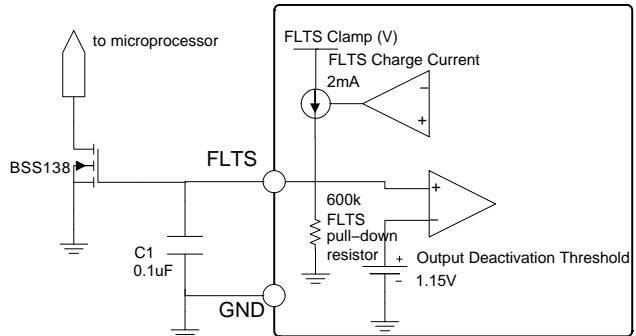 to microprocessor
FLTS Clamp (V)
FLTS Charge Current
2mA
−
+
BSS138
FLTS
600k
FLTS
pull−down
resistor
+
−
C1
0.1uF
+
−
Output Deactivation Threshold
1.15V
GND